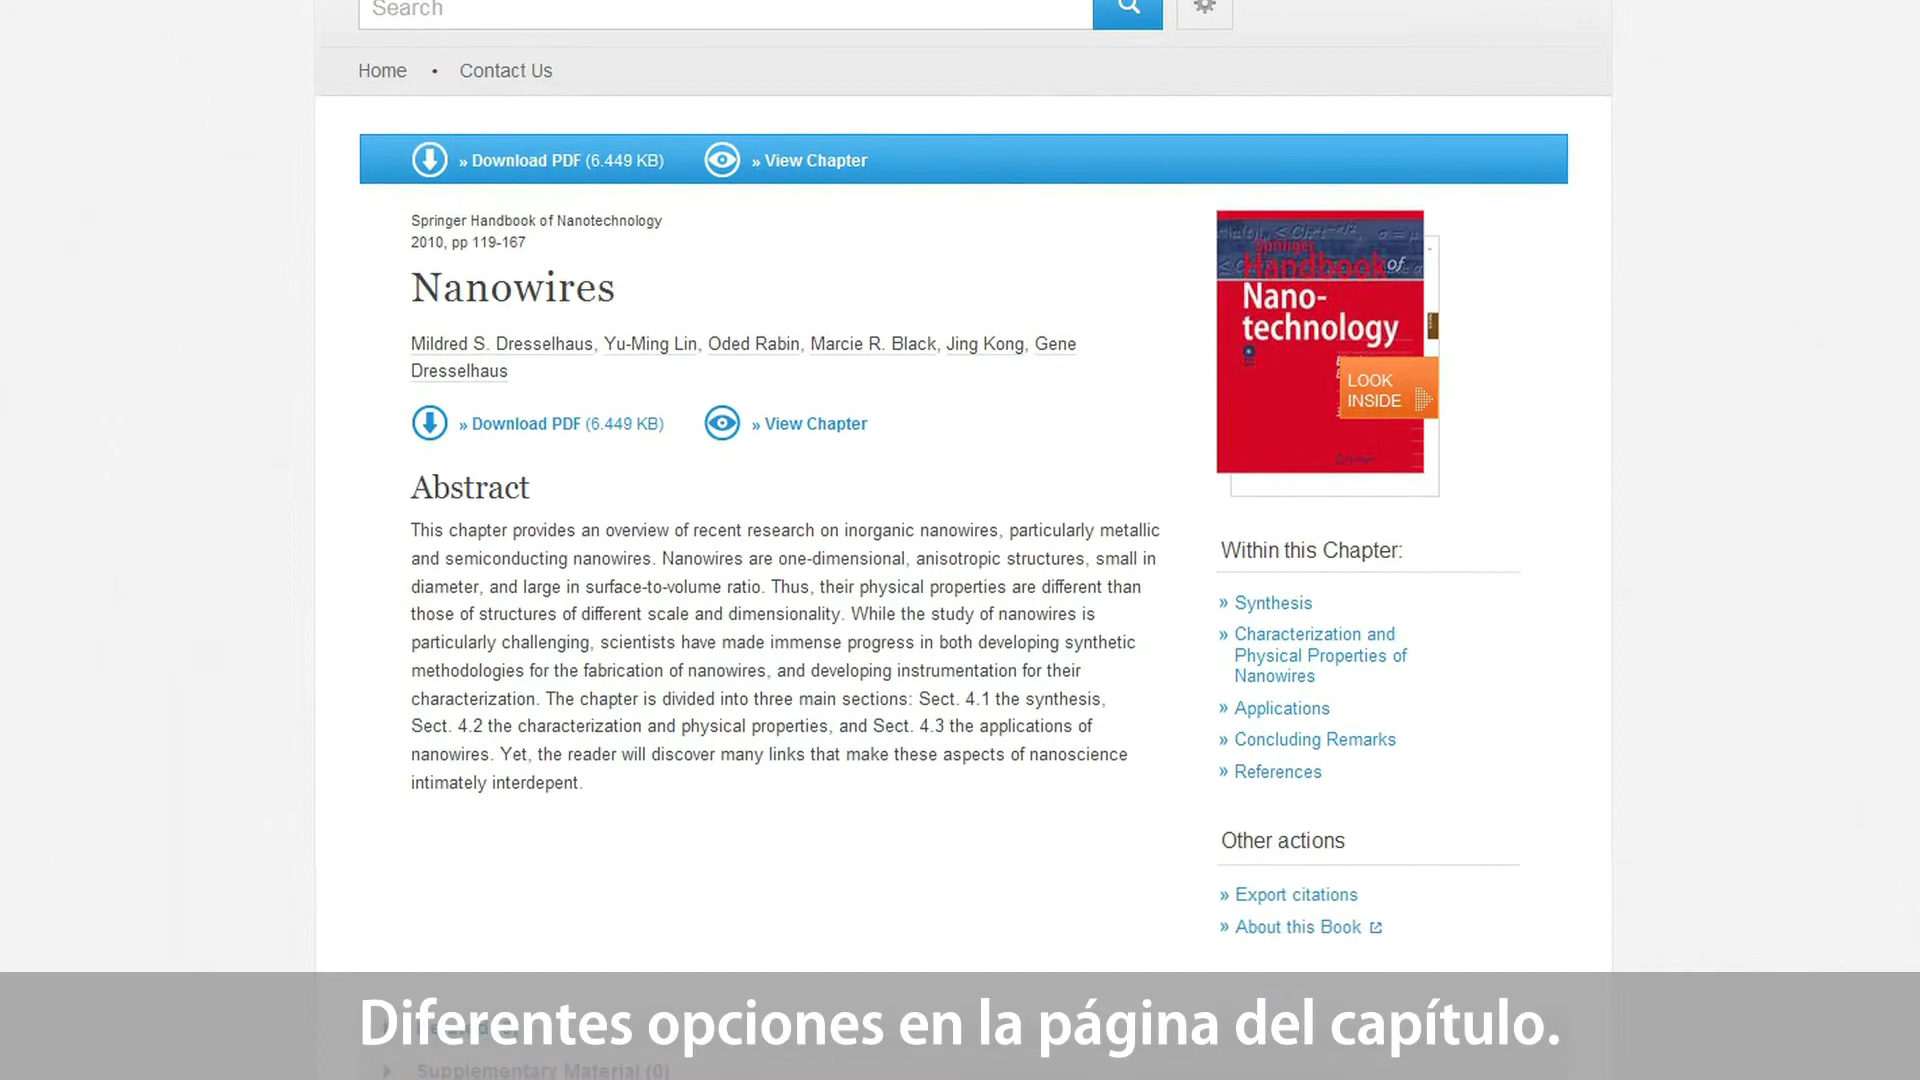 Search
Home • Contact Us
» Download PDF (6.449 KB) » View Chapter
Springer Handbook of Nanotechnology
2010, pp 119-167
Nanowires
Mildred S. Dresselhaus, Yu-Ming Lin, Oded Rabin, Marcie R. Black, Jing Kong, Gene
Dresselhaus
» Download PDF (6.449 KB) » View Chapter
Abstract
This chapter provides an overview of recent research on inorganic nanowires, particularly metallic
and semiconducting nanowires. Nanowires are one-dimensional, anisotropic structures, small in
diameter, and large in surface-to-volume ratio. Thus, their physical properties are different than
those of structures of different scale and dimensionality. While the study of nanowires is
particularly challenging, scientists have made immense progress in both developing synthetic
methodologies for the fabrication of nanowires, and developing instrumentation for their
characterization. The chapter is divided into three main sections: Sect. 4.1 the synthesis,
Sect. 4.2 the characterization and physical properties, and Sect. 4.3 the applications of
nanowires. Yet, the reader will discover many links that make these aspects of nanoscience
intimately interdepent.
Springer
Handbook of
Nano-
technology
LOOK
INSIDE
Within this Chapter:
» Synthesis
» Characterization and
Physical Properties of
Nanowires
» Applications
» Concluding Remarks
» References
Other actions
» Export citations
» About this Book
Diferentes opciones en la página del capítulo.
Supplementary Material (0)